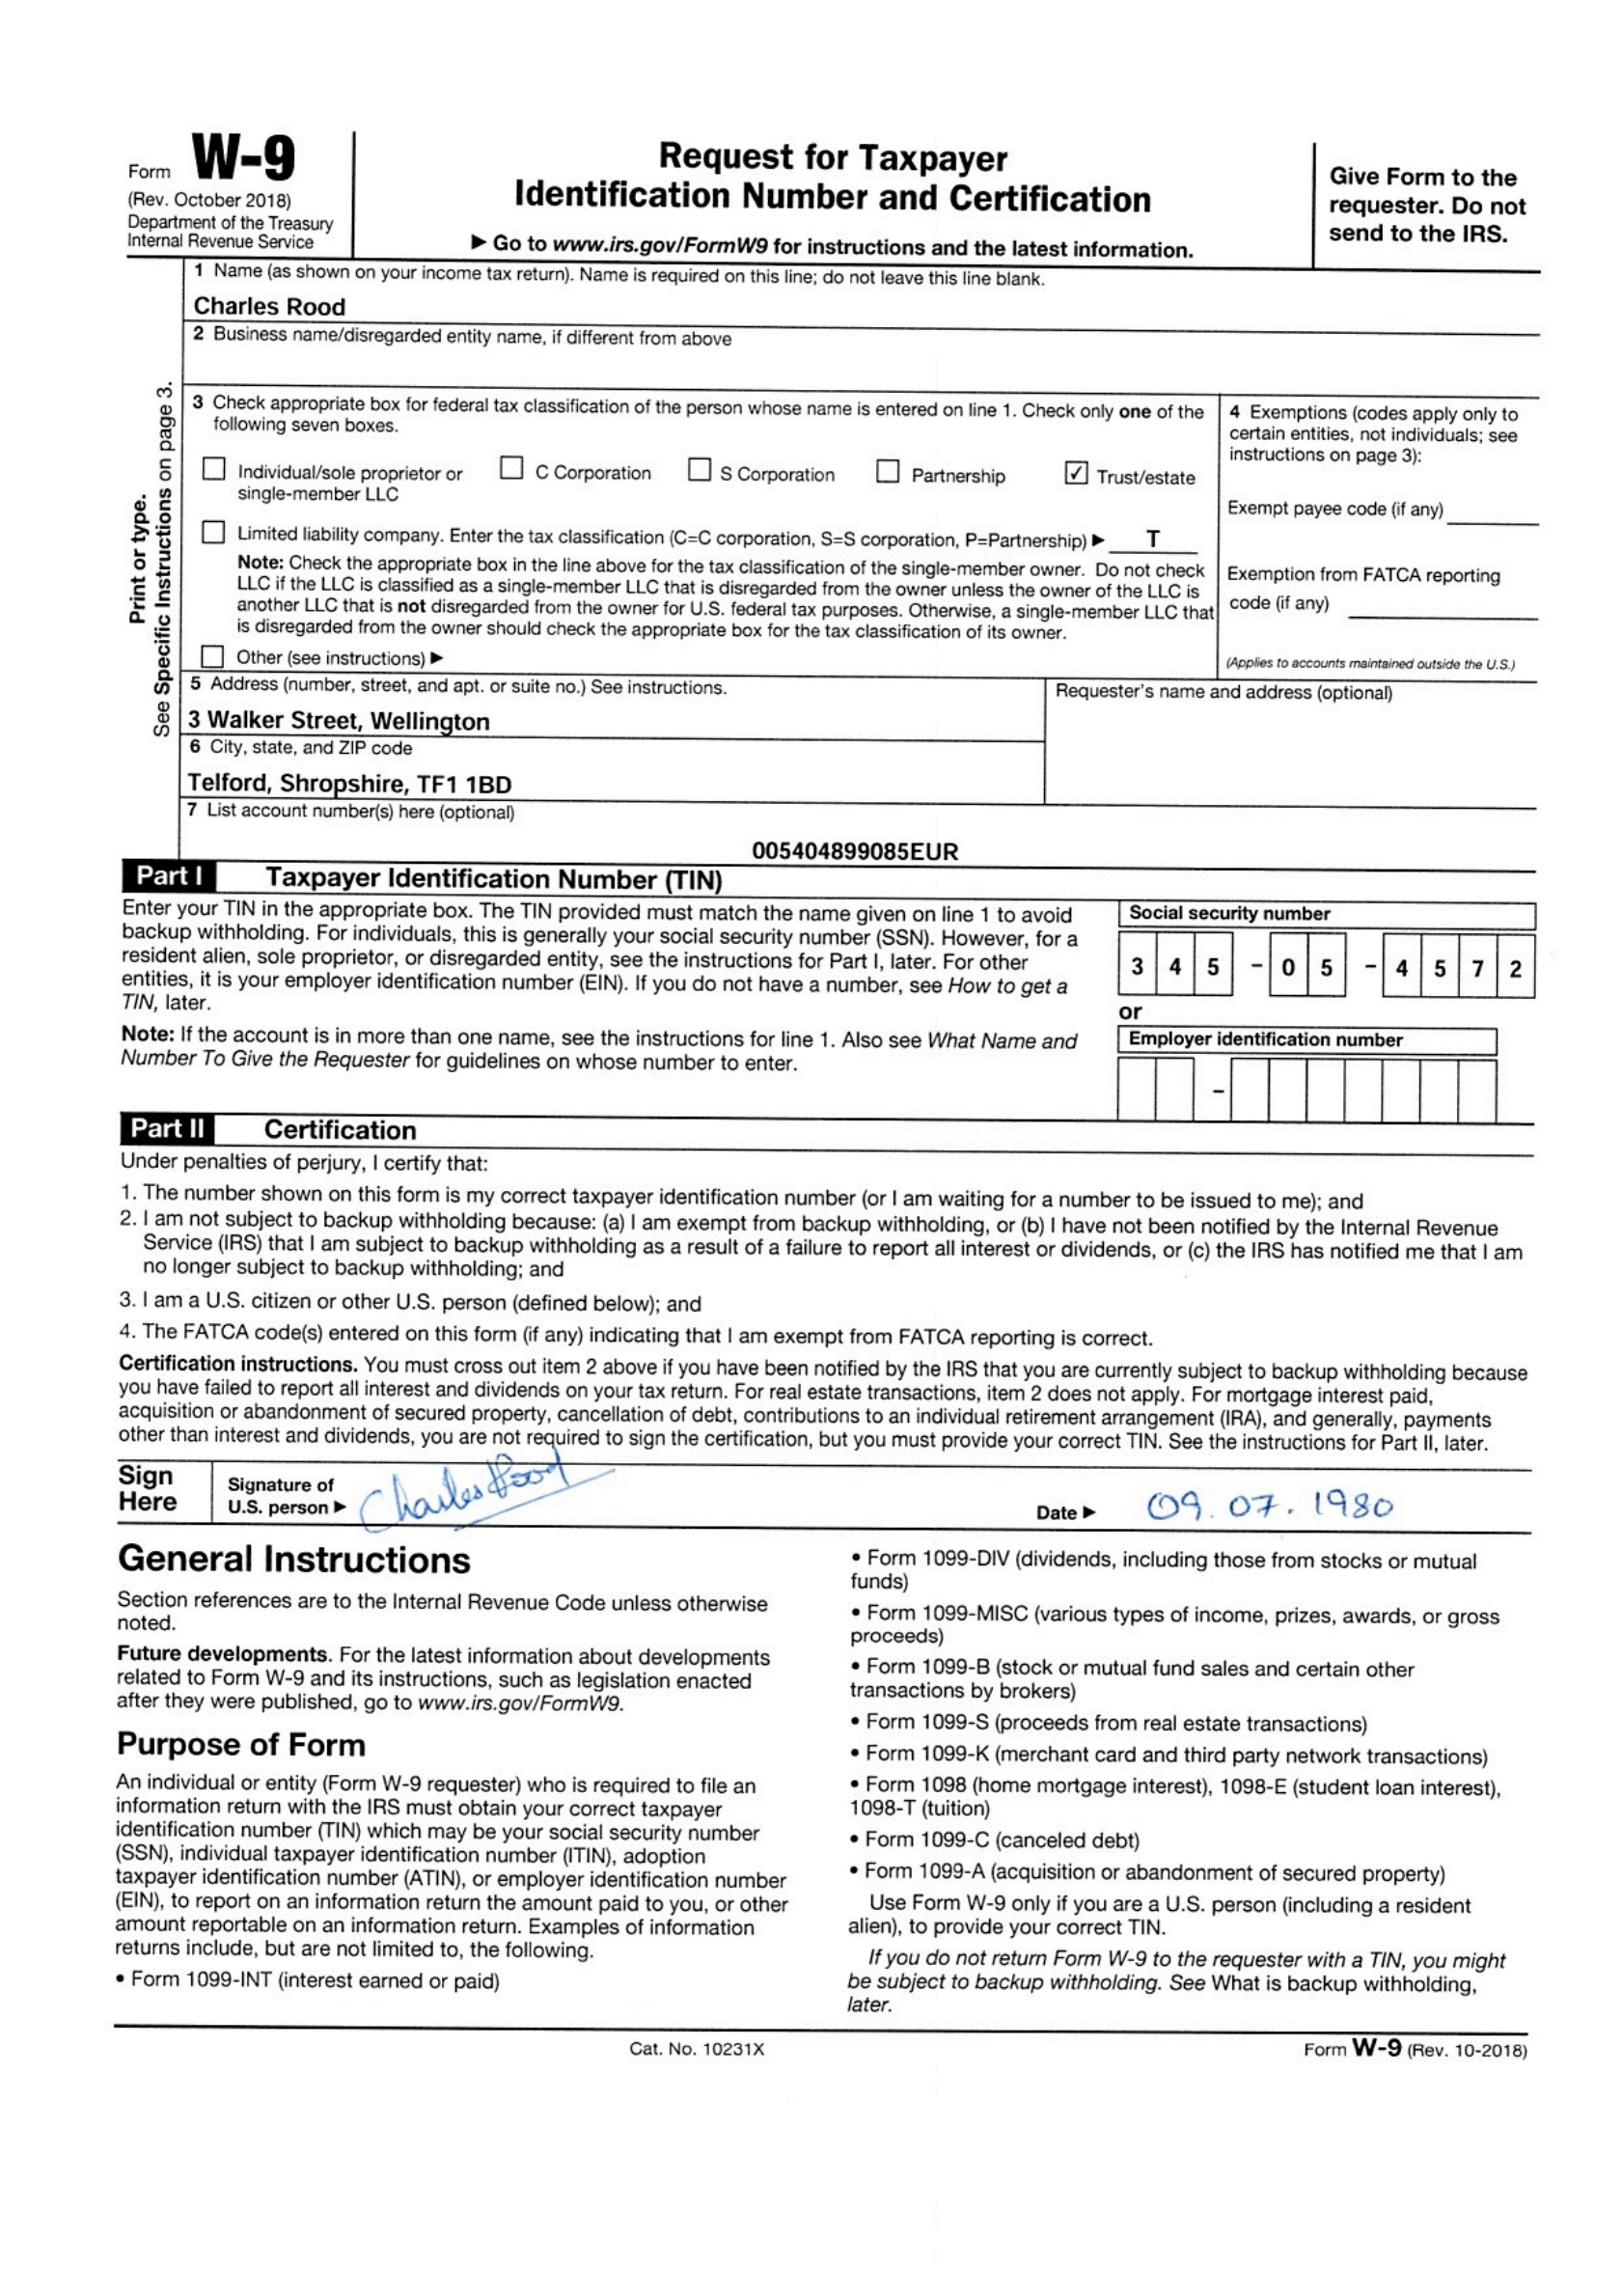 Form W-9
(Rev. October 2018)
Department of the Treasury
Internal Revenue Service
Request for Taxpayer
Identification Number and Certification
▶ Go to www.irs.gov/FormW9 for instructions and the latest information.
Give Form to the
requester. Do not
send to the IRS.
Print or type.
See Specific Instructions on page 3.
1 Name (as shown on your income tax return). Name is required on this line; do not leave this line blank.
Charles Rood
2 Business name/disregarded entity name, if different from above
3 Check appropriate box for federal tax classification of the person whose name is entered on line 1. Check only one of the
following seven boxes.
Individual/sole proprietor or
single-member LLC
C Corporation
S Corporation
Partnership
✓ Trust/estate
Limited liability company. Enter the tax classification (C=C corporation, S=S corporation, P=Partnership) ▶ T
Note: Check the appropriate box in the line above for the tax classification of the single-member owner. Do not check
LLC if the LLC is classified as a single-member LLC that is disregarded from the owner unless the owner of the LLC is
another LLC that is not disregarded from the owner for U.S. federal tax purposes. Otherwise, a single-member LLC that
is disregarded from the owner should check the appropriate box for the tax classification of its owner.
Other (see instructions) ▶
4 Exemptions (codes apply only to
certain entities, not individuals; see
instructions on page 3):
Exempt payee code (if any)
Exemption from FATCA reporting
code (if any)
(Applies to accounts maintained outside the U.S.)
5 Address (number, street, and apt. or suite no.) See instructions.
3 Walker Street, Wellington
6 City, state, and ZIP code
Telford, Shropshire, TF1 1BD
Requester's name and address (optional)
7 List account number(s) here (optional)
005404899085EUR
Part I Taxpayer Identification Number (TIN)
Enter your TIN in the appropriate box. The TIN provided must match the name given on line 1 to avoid
backup withholding. For individuals, this is generally your social security number (SSN). However, for a
resident alien, sole proprietor, or disregarded entity, see the instructions for Part I, later. For other
entities, it is your employer identification number (EIN). If you do not have a number, see How to get a
TIN, later.
Note: If the account is in more than one name, see the instructions for line 1. Also see What Name and
Number To Give the Requester for guidelines on whose number to enter.
Social security number
3 4 5 - 0 5 - 4 5 7 2
or
Employer identification number
-
Part II Certification
Under penalties of perjury, I certify that:
1. The number shown on this form is my correct taxpayer identification number (or I am waiting for a number to be issued to me); and
2. I am not subject to backup withholding because: (a) I am exempt from backup withholding, or (b) I have not been notified by the Internal Revenue
Service (IRS) that I am subject to backup withholding as a result of a failure to report all interest or dividends, or (c) the IRS has notified me that I am
no longer subject to backup withholding; and
3. I am a U.S. citizen or other U.S. person (defined below); and
4. The FATCA code(s) entered on this form (if any) indicating that I am exempt from FATCA reporting is correct.
Certification instructions. You must cross out item 2 above if you have been notified by the IRS that you are currently subject to backup withholding because
you have failed to report all interest and dividends on your tax return. For real estate transactions, item 2 does not apply. For mortgage interest paid,
acquisition or abandonment of secured property, cancellation of debt, contributions to an individual retirement arrangement (IRA), and generally, payments
other than interest and dividends, you are not required to sign the certification, but you must provide your correct TIN. See the instructions for Part II, later.
Sign
Here
Signature of
U.S. person ▶
Charles Rood
Date ▶ 09.07.1980
General Instructions
Section references are to the Internal Revenue Code unless otherwise
noted.
Future developments. For the latest information about developments
related to Form W-9 and its instructions, such as legislation enacted
after they were published, go to www.irs.gov/FormW9.
Purpose of Form
An individual or entity (Form W-9 requester) who is required to file an
information return with the IRS must obtain your correct taxpayer
identification number (TIN) which may be your social security number
(SSN), individual taxpayer identification number (ITIN), adoption
taxpayer identification number (ATIN), or employer identification number
(EIN), to report on an information return the amount paid to you, or other
amount reportable on an information return. Examples of information
returns include, but are not limited to, the following.
• Form 1099-INT (interest earned or paid)
• Form 1099-DIV (dividends, including those from stocks or mutual
funds)
• Form 1099-MISC (various types of income, prizes, awards, or gross
proceeds)
• Form 1099-B (stock or mutual fund sales and certain other
transactions by brokers)
• Form 1099-S (proceeds from real estate transactions)
• Form 1099-K (merchant card and third party network transactions)
• Form 1098 (home mortgage interest), 1098-E (student loan interest),
1098-T (tuition)
• Form 1099-C (canceled debt)
• Form 1099-A (acquisition or abandonment of secured property)
Use Form W-9 only if you are a U.S. person (including a resident
alien), to provide your correct TIN.
If you do not return Form W-9 to the requester with a TIN, you might
be subject to backup withholding. See What is backup withholding,
later.
Cat. No. 10231X
Form W-9 (Rev. 10-2018)